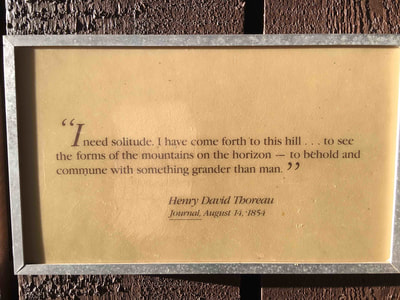 “I need solitude. I have come forth to this hill . . . to see
the forms of the mountains on the horizon — to behold and
commune with something grander than man.”
Henry David Thoreau
Journal, August 14, 1854